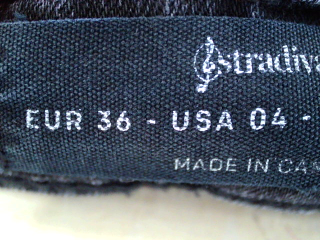 stradiva
EUR 36 - USA 04 -
MADE IN CA